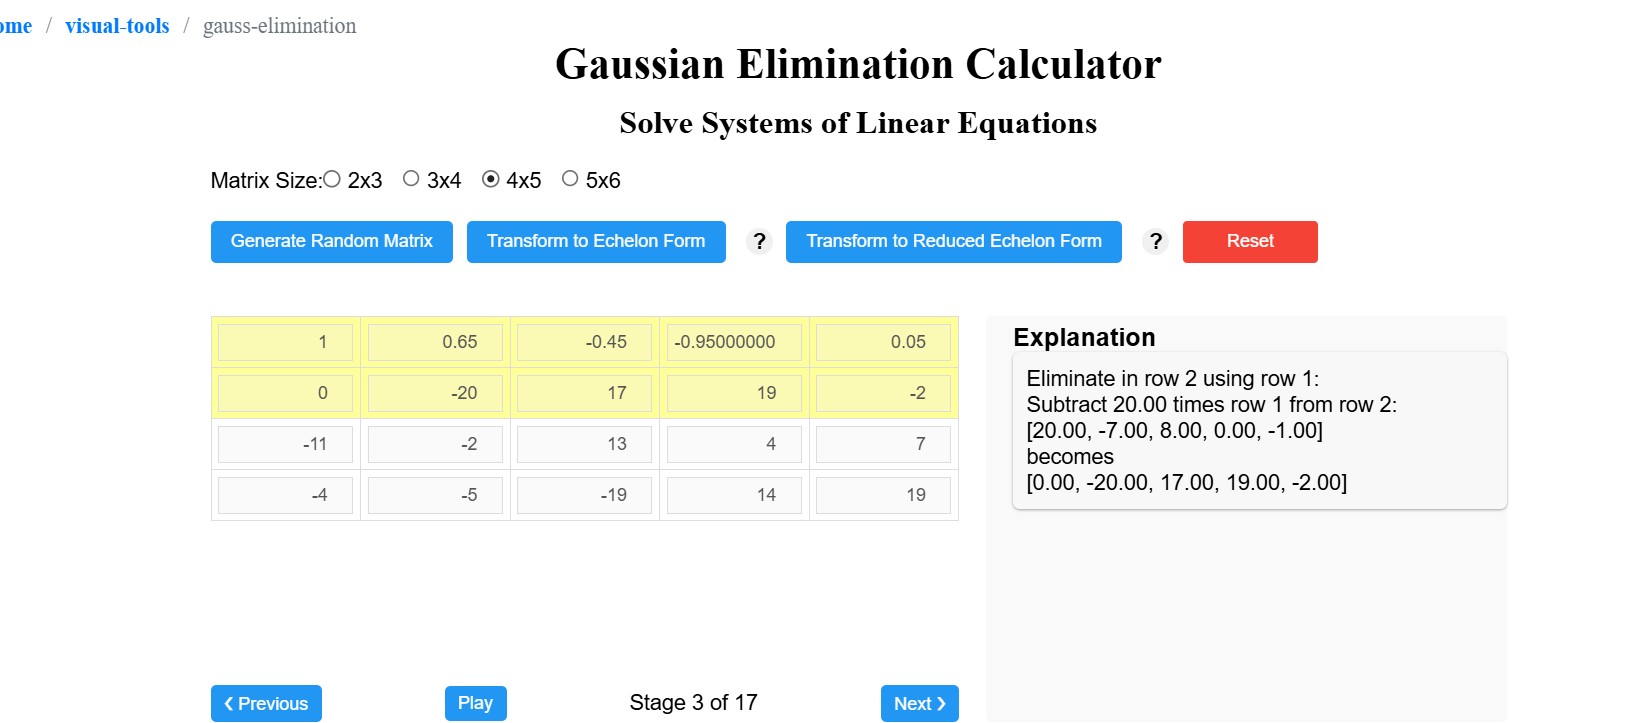 ome / visual-tools / gauss-elimination
Gaussian Elimination Calculator
Solve Systems of Linear Equations
Matrix Size: 2x3 3x4 4x5 5x6
Generate Random Matrix Transform to Echelon Form ? Transform to Reduced Echelon Form ? Reset
1 0.65 -0.45 -0.95000000 0.05
0 -20 17 19 -2
-11 -2 13 4 7
-4 -5 -19 14 19
Explanation
Eliminate in row 2 using row 1:
Subtract 20.00 times row 1 from row 2:
[20.00, -7.00, 8.00, 0.00, -1.00]
becomes
[0.00, -20.00, 17.00, 19.00, -2.00]
❮ Previous Play Stage 3 of 17 Next ❯